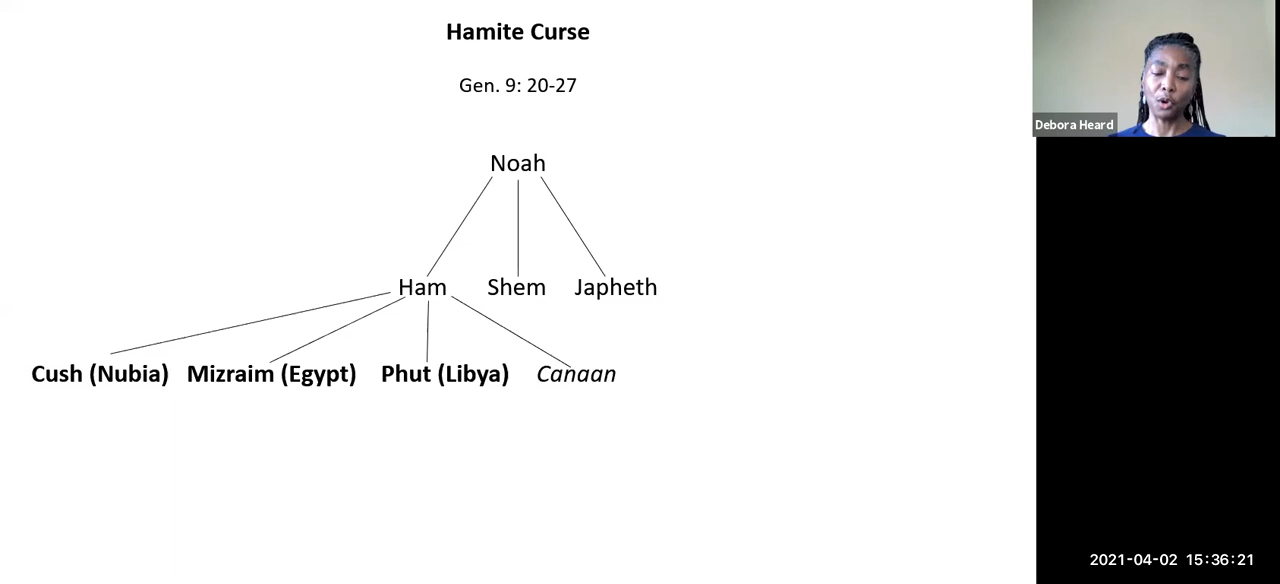 Hamite Curse
Gen. 9: 20-27
Noah
Ham Shem Japheth
Cush (Nubia) Mizraim (Egypt) Phut (Libya) Canaan
Debora Heard
2021-04-02 15:36:21